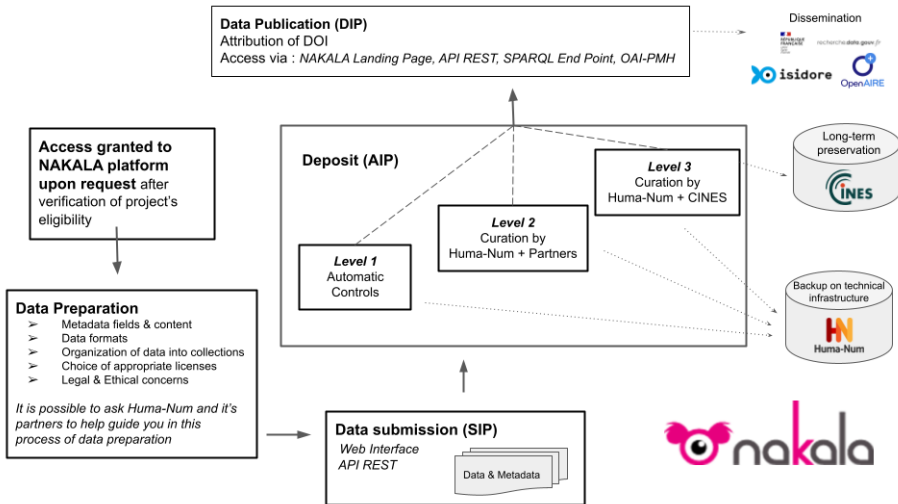 Data Publication (DIP)
Attribution of DOI
Access via : NAKALA Landing Page, API REST, SPARQL End Point, OAI-PMH
Dissemination
RÉPUBLIQUE
FRANÇAISE
recherche.data.gouv.fr
isidore
OpenAIRE
Access granted to
NAKALA platform
upon request after
verification of project's
eligibility
Deposit (AIP)
Level 3
Curation by
Huma-Num + CINES
Level 2
Curation by
Huma-Num + Partners
Level 1
Automatic
Controls
Long-term
preservation
CINES
Backup on technical
infrastructure
HN
Huma-Num
Data Preparation
➢ Metadata fields & content
➢ Data formats
➢ Organization of data into collections
➢ Choice of appropriate licenses
➢ Legal & Ethical concerns
It is possible to ask Huma-Num and it's
partners to help guide you in this
process of data preparation
Data submission (SIP)
Web Interface
API REST
Data & Metadata
nakala